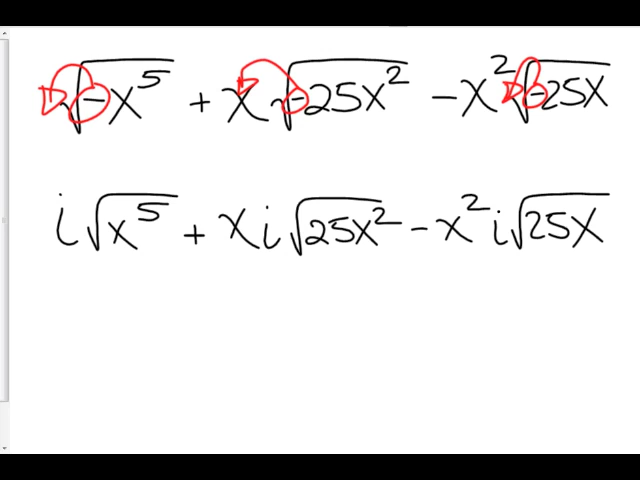 √-x⁵ + x√-25x² - x²√-25x
i√x⁵ + xi√25x² - x²i√25x